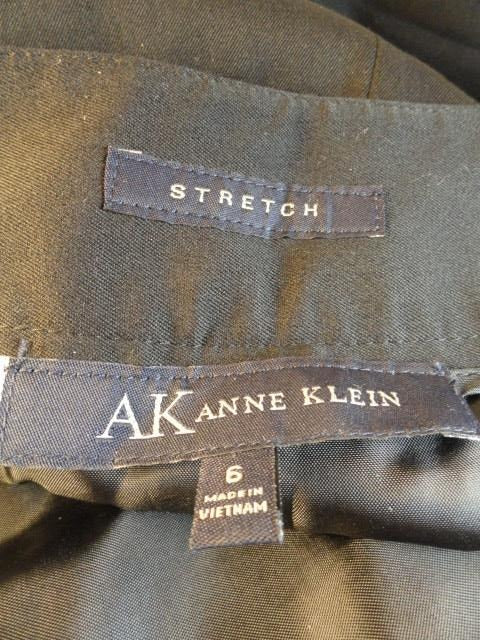 STRETCH
AK ANNE KLEIN
6
MADE IN
VIETNAM